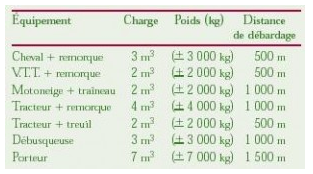 Équipement Charge Poids (kg) Distance
de débardage
Cheval + remorque 3 m³ (± 3 000 kg) 500 m
V.T.T. + remorque 2 m³ (± 2 000 kg) 500 m
Motoneige + traîneau 2 m³ (± 2 000 kg) 1 000 m
Tracteur + remorque 4 m³ (± 4 000 kg) 1 000 m
Tracteur + treuil 2 m³ (± 2 000 kg) 500 m
Débusqueuse 3 m³ (± 3 000 kg) 1 000 m
Porteur 7 m³ (± 7 000 kg) 1 500 m